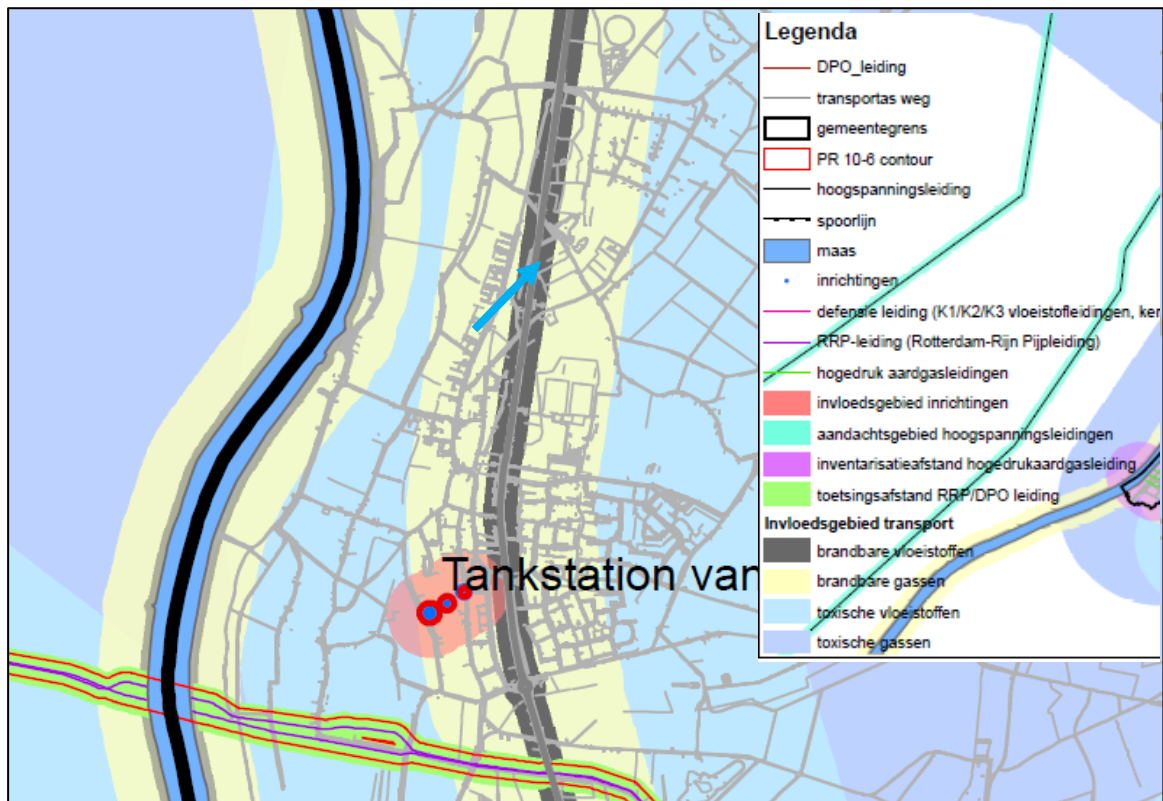 Legenda
DPO_leiding
transportas weg
gemeentegrens
PR 10-6 contour
hoogspanningsleiding
spoorlijn
maas
inrichtingen
defensie leiding (K1/K2/K3 vloeistofleidingen, ker
RRP-leiding (Rotterdam-Rijn Pijpleiding)
hogedruk aardgasleidingen
invloedsgebied inrichtingen
aandachtsgebied hoogspanningsleidingen
inventarisatieafstand hogedrukaardgasleiding
toetsingsafstand RRP/DPO leiding
Invloedsgebied transport
brandbare vloeistoffen
brandbare gassen
toxische vloeistoffen
toxische gassen
Tankstation van